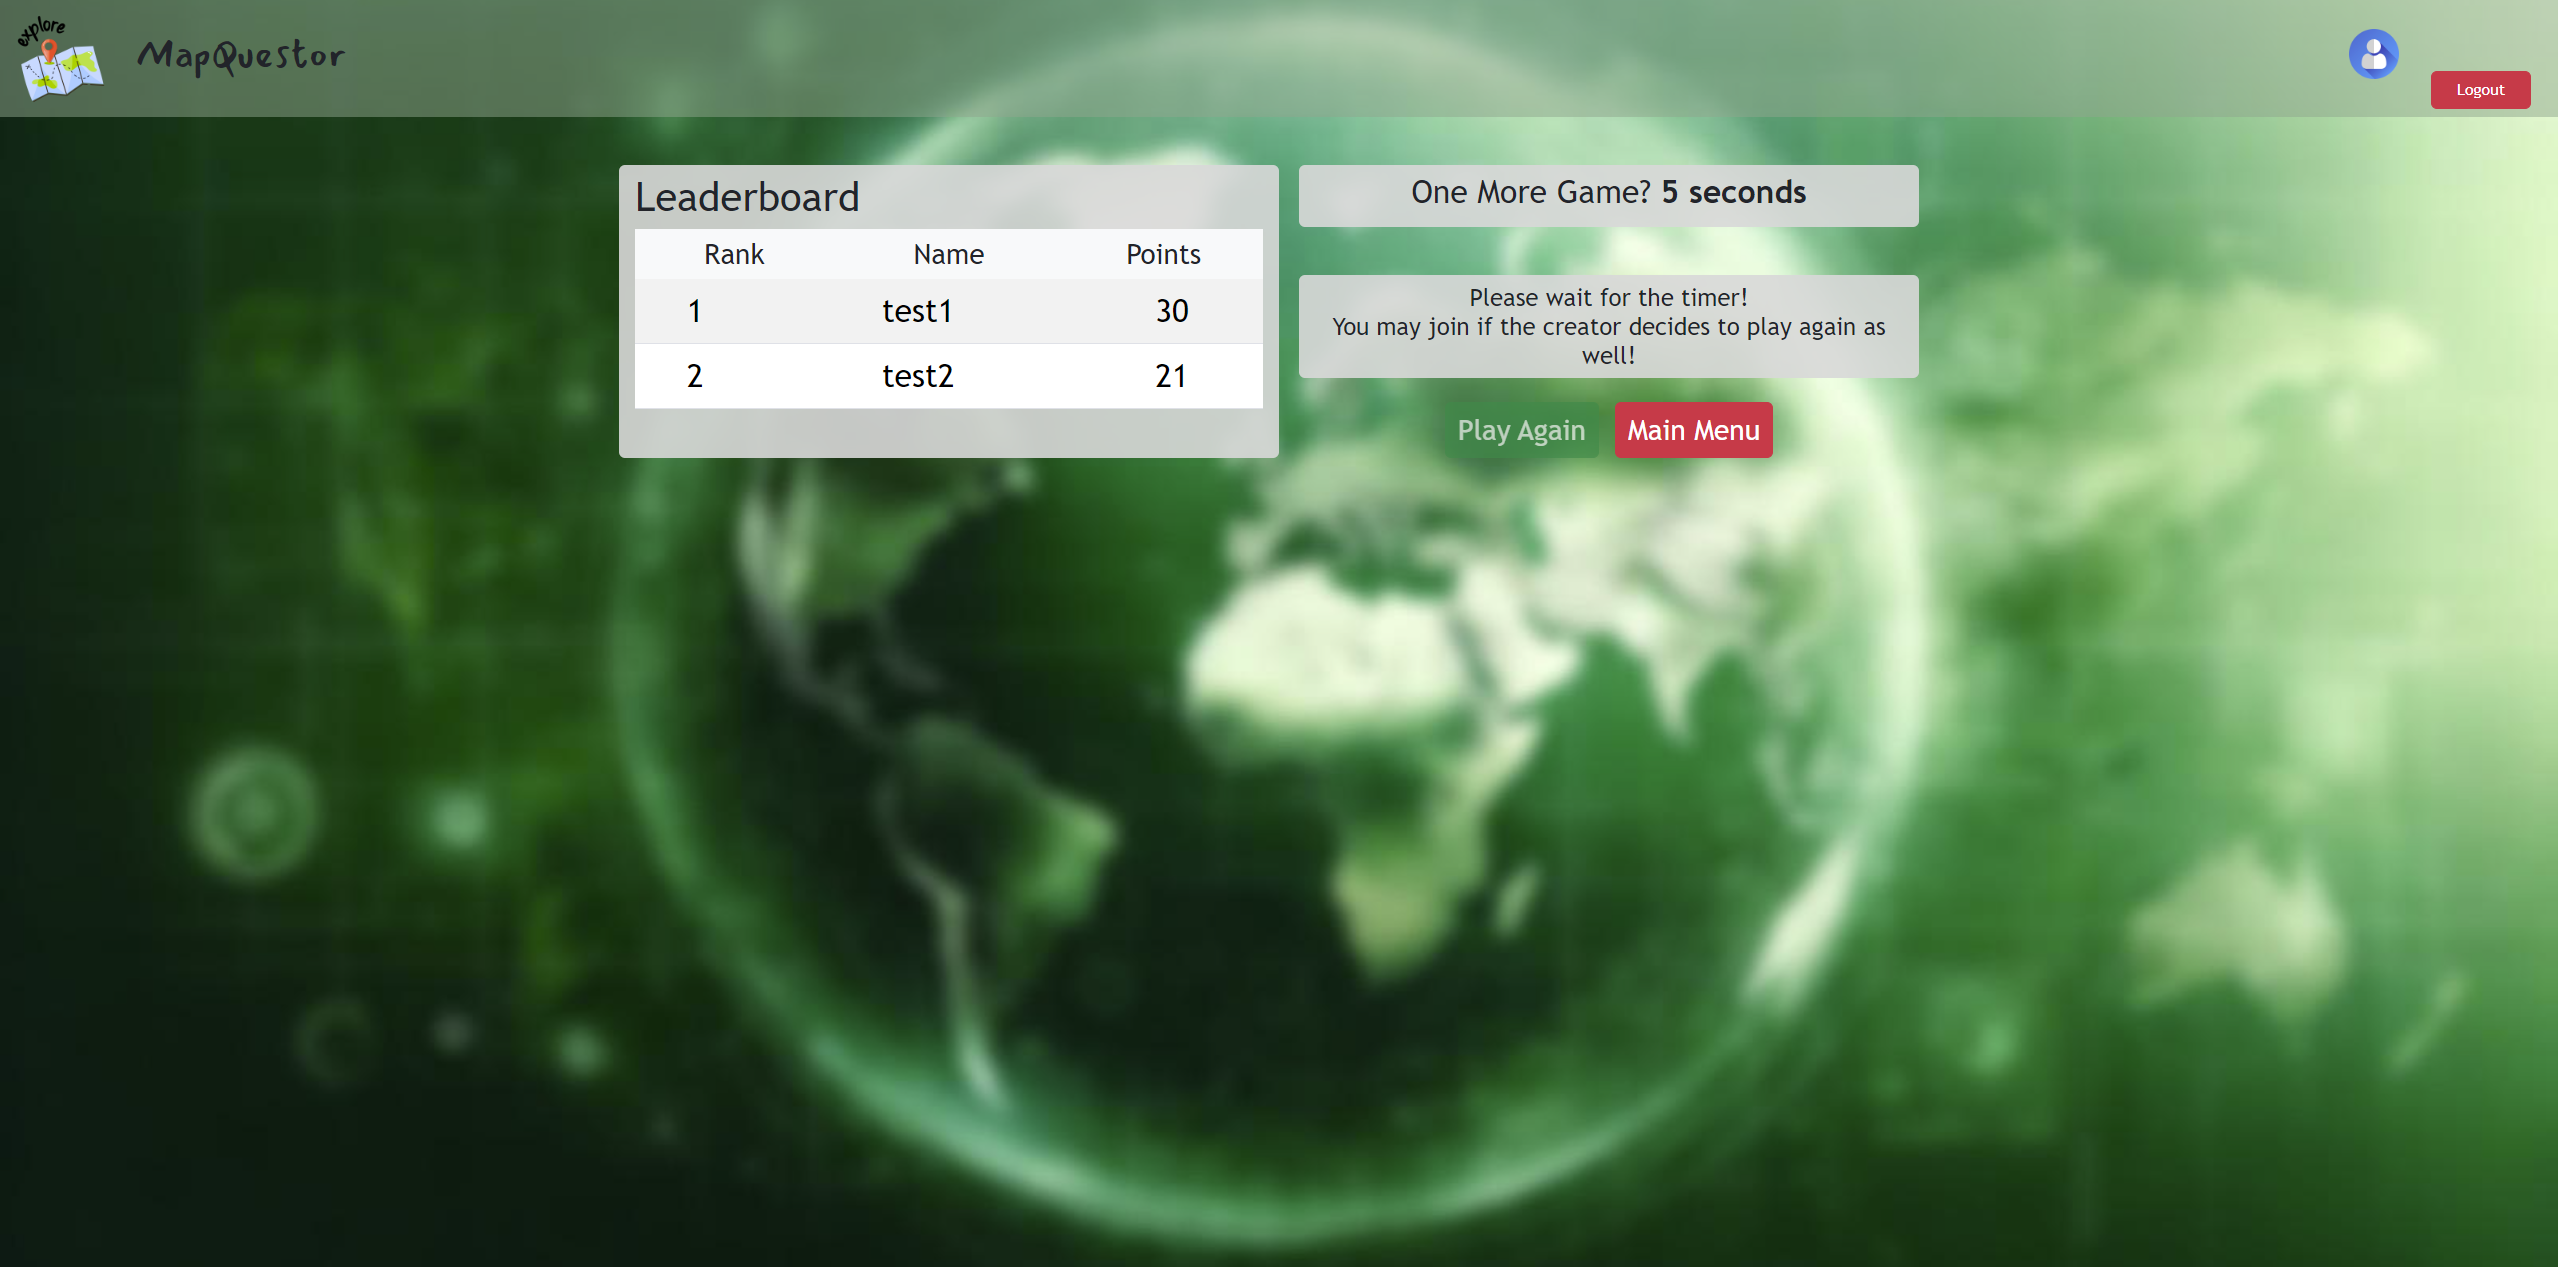 explore
MapQuestor
Logout
Leaderboard
Rank Name Points
1 test1 30
2 test2 21
One More Game? 5 seconds
Please wait for the timer!
You may join if the creator decides to play again as
well!
Play Again Main Menu